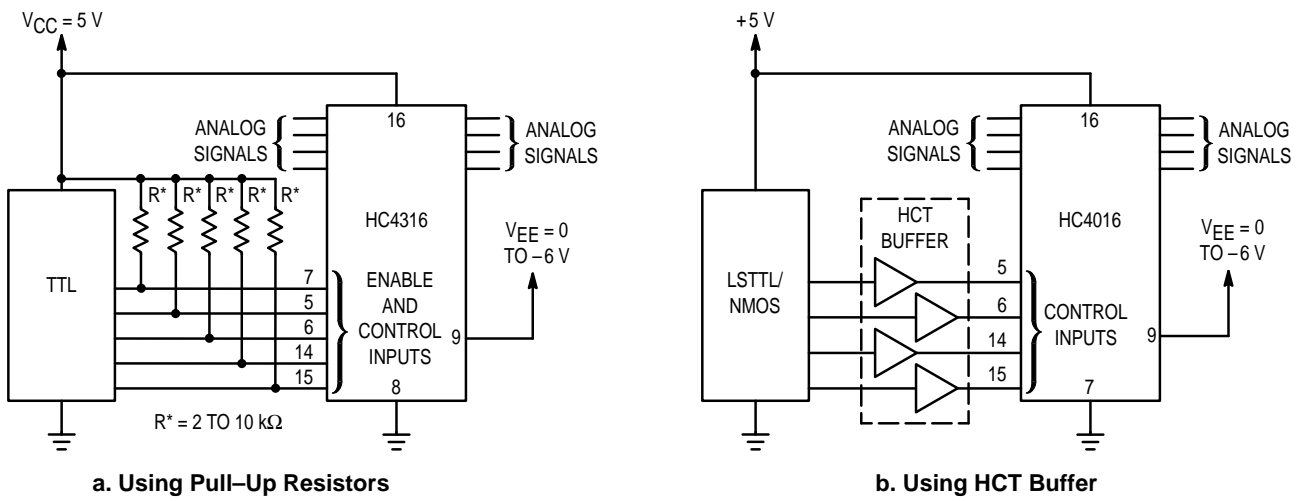 VCC = 5 V
16
ANALOG
SIGNALS
ANALOG
SIGNALS
R* R* R* R* R*
HC4316
VEE = 0
TO –6 V
TTL
7
5
6
14
15
ENABLE
AND
CONTROL
INPUTS
9
8
R* = 2 TO 10 kΩ
a. Using Pull–Up Resistors
+5 V
16
ANALOG
SIGNALS
ANALOG
SIGNALS
HCT
BUFFER
HC4016
VEE = 0
TO –6 V
LSTTL/
NMOS
5
6
14
15
CONTROL
INPUTS
9
7
b. Using HCT Buffer